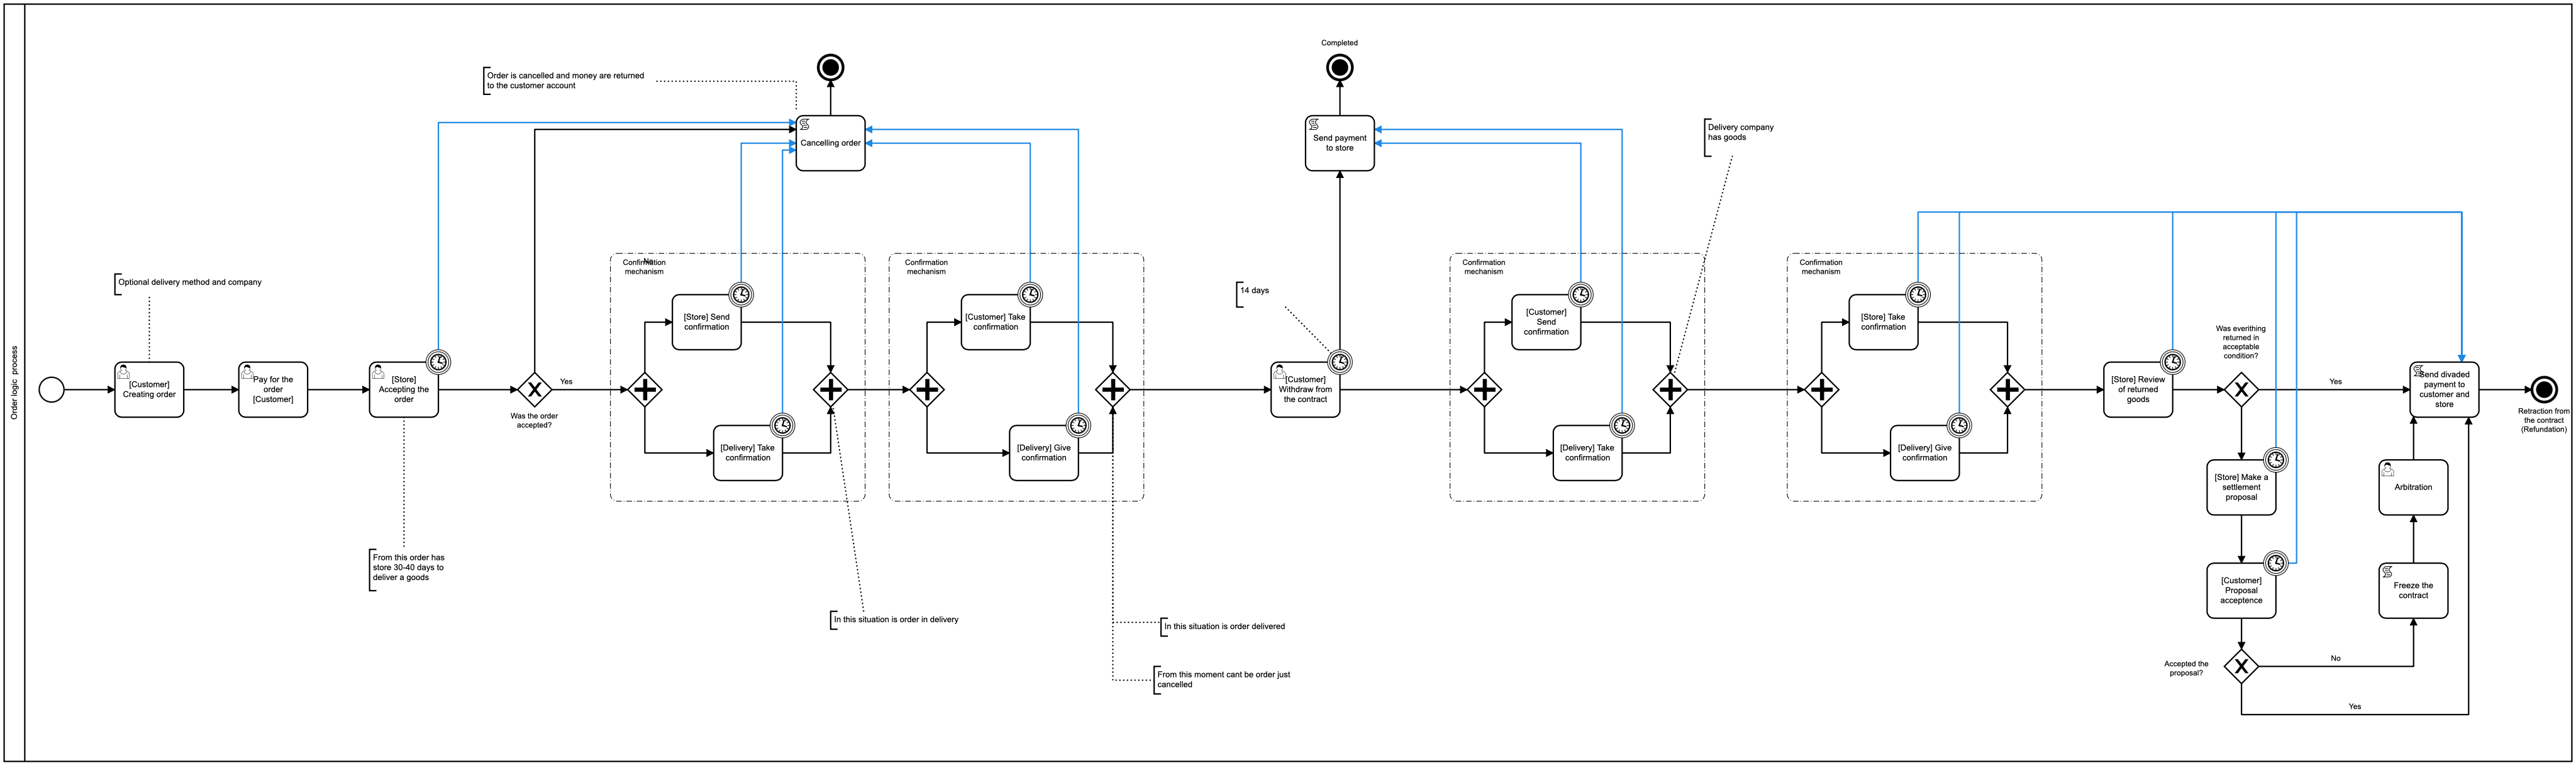 Order logic process
Completed
Order is cancelled and money are returned
to the customer account
Cancelling order
Send payment
to store
Delivery company
has goods
Optional delivery method and company
[Customer]
Creating order
Pay for the
order
[Customer]
[Store]
Accepting the
order
From this order has
store 30-40 days to
deliver a goods
Was the order
accepted?
Yes
No
Confirmation
mechanism
[Store] Send
confirmation
[Delivery] Take
confirmation
In this situation is order in delivery
Confirmation
mechanism
[Customer] Take
confirmation
[Delivery] Give
confirmation
In this situation is order delivered
From this moment cant be order just
cancelled
14 days
[Customer]
Withdraw from
the contract
Confirmation
mechanism
[Customer]
Send
confirmation
[Delivery] Take
confirmation
Confirmation
mechanism
[Store] Take
confirmation
[Delivery] Give
confirmation
[Store] Review
of returned
goods
Was everithing
returned in
acceptable
condition?
Yes
Send divaded
payment to
customer and
store
Retraction from
the contract
(Refundation)
[Store] Make a
settlement
proposal
[Customer]
Proposal
acceptence
Accepted the
proposal?
No
Yes
Arbitration
Freeze the
contract